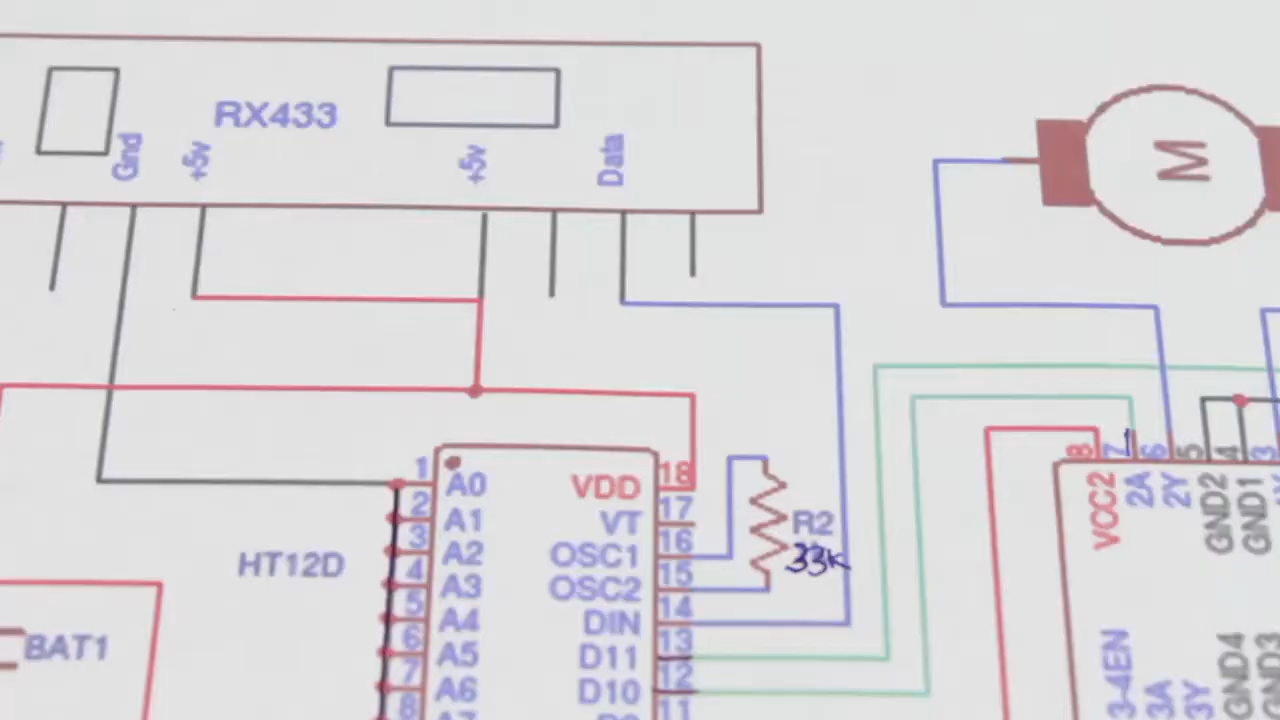 RX433
Gnd
+5v
+5v
Data
M
1
2
3
4
5
6
7
8
A0
A1
A2
A3
A4
A5
A6
HT12D
VDD
VT
OSC1
OSC2
DIN
D11
D10
18
17
16
15
14
13
12
11
R2
33k
BAT1
8
7
6
5
4
3
VCC2
2A
2Y
GND2
GND1
3-4EN
3A
3Y
GND4
GND3